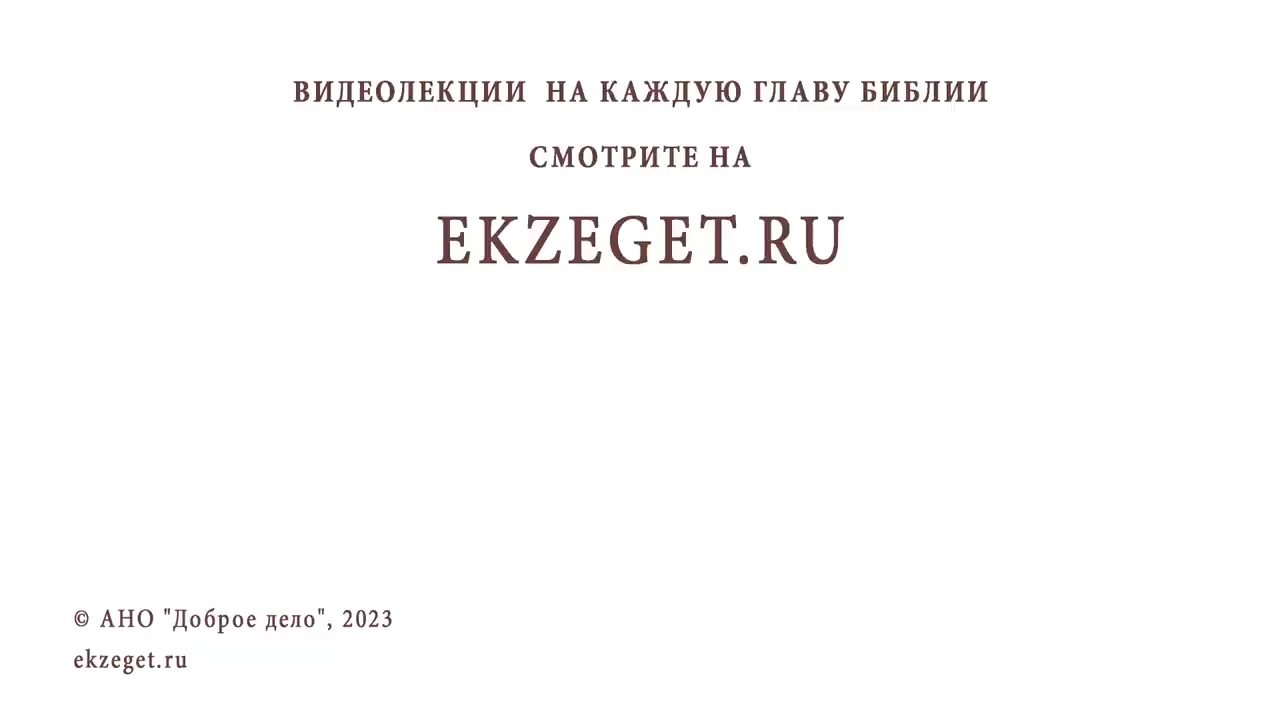 ВИДЕОЛЕКЦИИ НА КАЖДУЮ ГЛАВУ БИБЛИИ
СМОТРИТЕ НА
EKZEGET.RU
© АНО "Доброе дело", 2023
ekzeget.ru